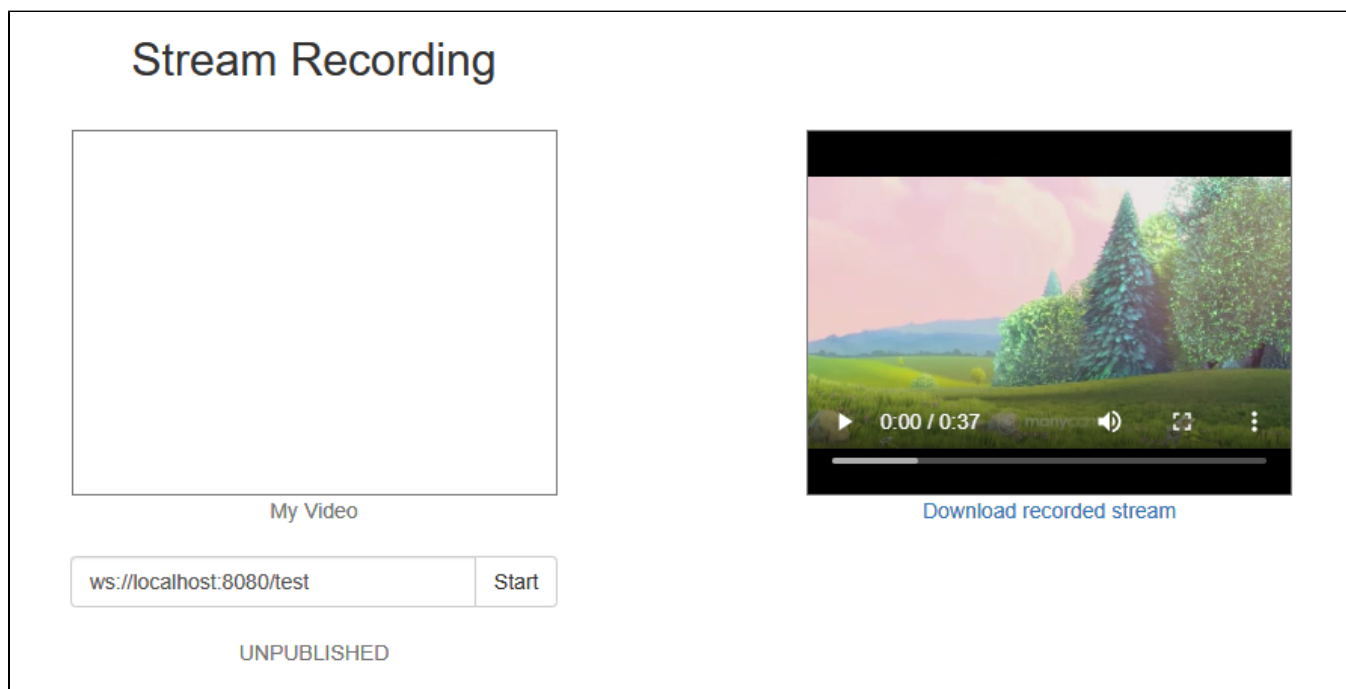 Stream Recording
0:00 / 0:37
My Video
Download recorded stream
ws://localhost:8080/test
Start
UNPUBLISHED